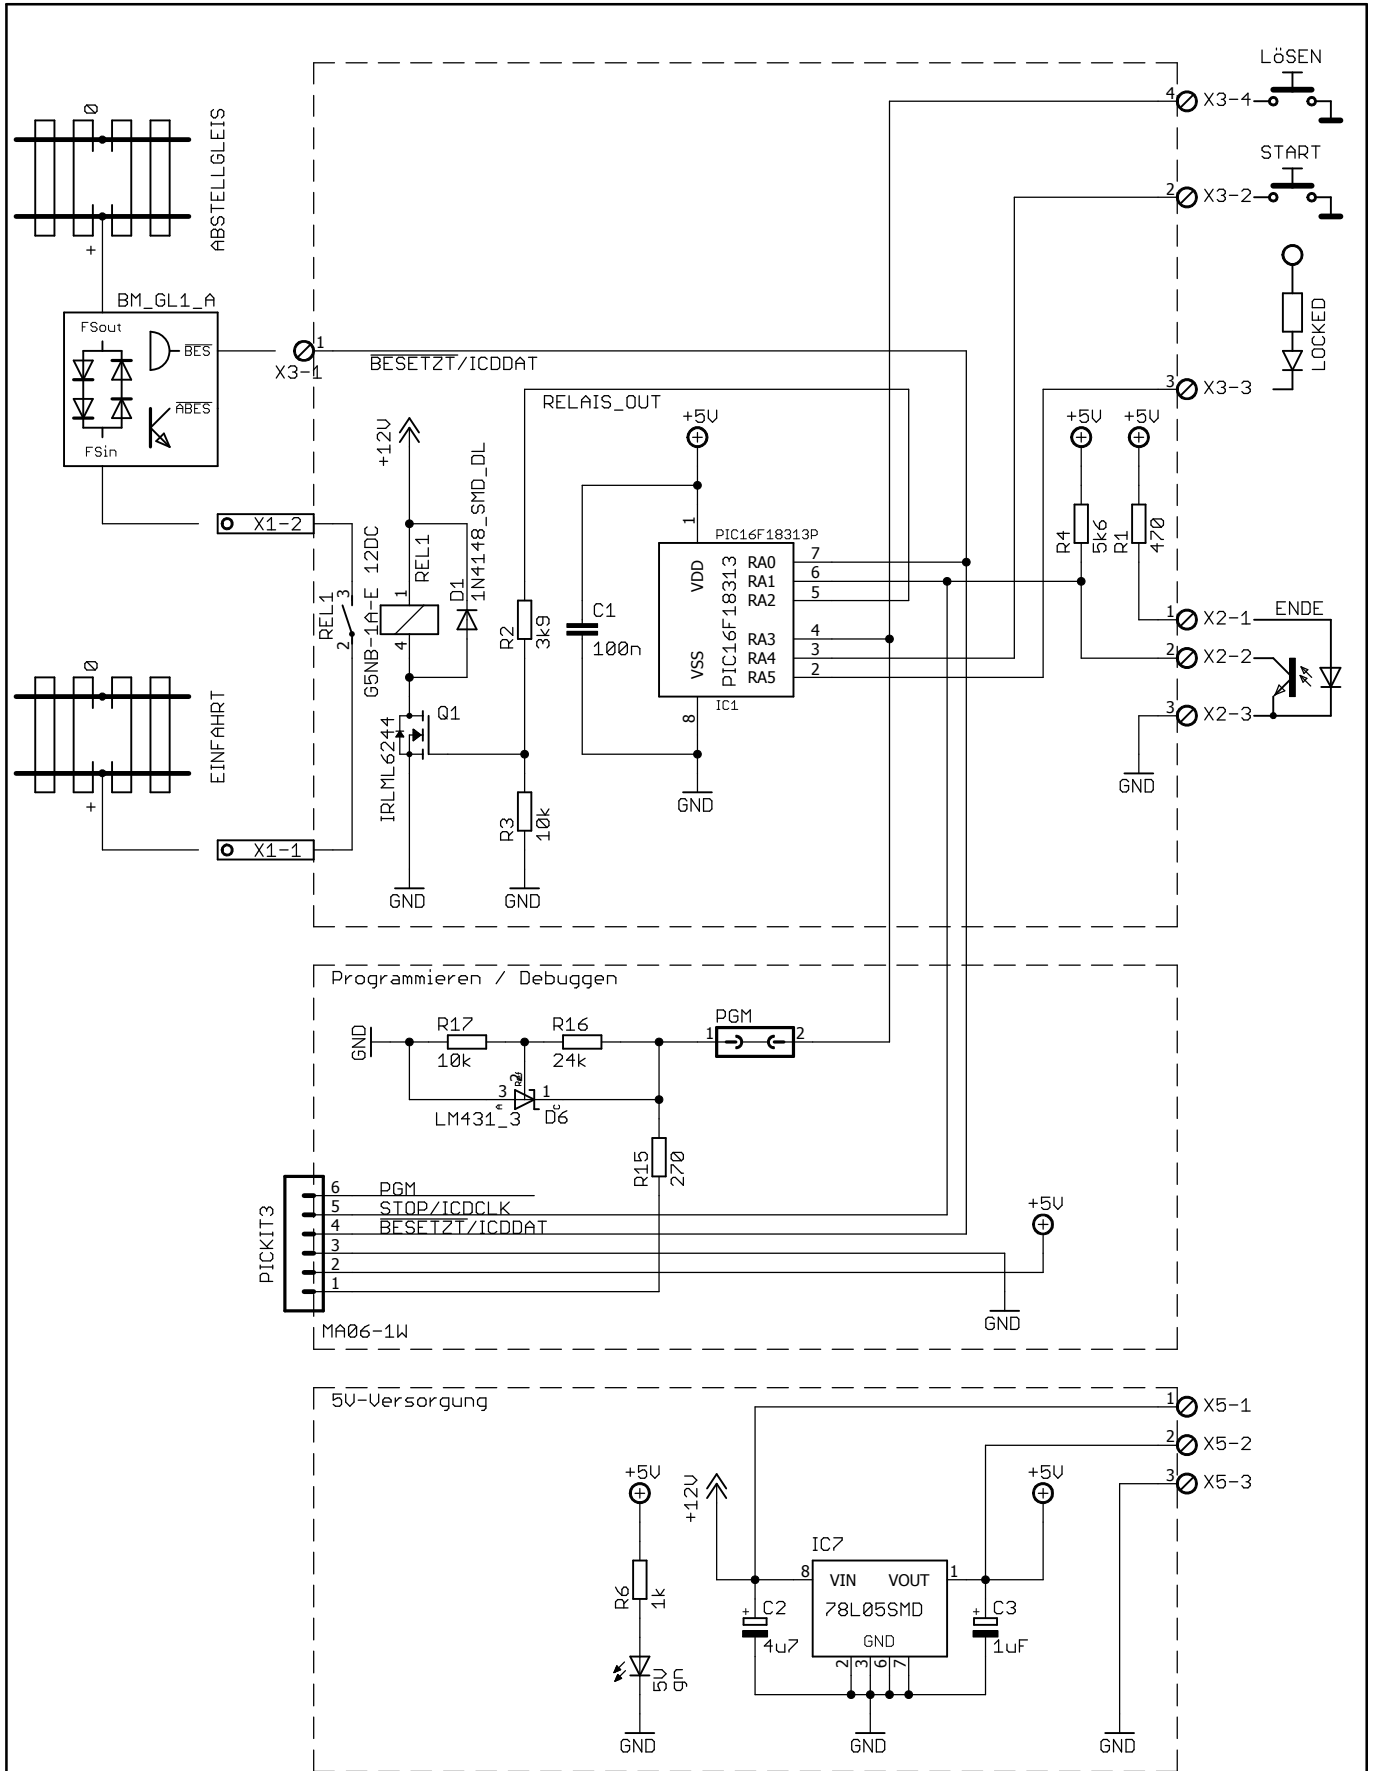 LöSEN
4 X3-4
START
2 X3-2
0
ABSTELLGLEIS
+
BM_GL1_A
FSout
BES
ABES
FSin
1
X3-1
BESETZT/ICDDAT
LOCKED
3 X3-3
RELAIS_OUT
+12V
+5V
+5V +5V
1N4148_SMD_DL
D1
X1-2
G5NB-1A-E 12DC
REL1
REL1
3
2
1
4
R2
3k9
C1
100n
1
PIC16F18313P
VDD
VSS
PIC16F18313
RA0 7
RA1 6
RA2 5
RA3 4
RA4 3
RA5 2
IC1
8
GND
R4
5k6
R1
470
1 X2-1
ENDE
2 X2-2
3 X2-3
GND
0
EINFAHRT
+
X1-1
Q1
IRLML6244
R3
10k
GND
GND
Programmieren / Debuggen
GND
R17
10k
R16
24k
PGM
1 2
3 2 1
A Ref C
LM431_3 D6
R15
270
PICKIT3
6 PGM
5 STOP/ICDCLK
4 BESETZT/ICDDAT
3
2
1
+5V
GND
MA06-1W
5V-Versorgung
1 X5-1
2 X5-2
3 X5-3
+5V
+12V
+5V
IC7
8 VIN VOUT 1
78L05SMD
GND
2 3 6 7
R6
1k
+ C2
4u7
+ C3
1uF
5V
gn
GND
GND
GND